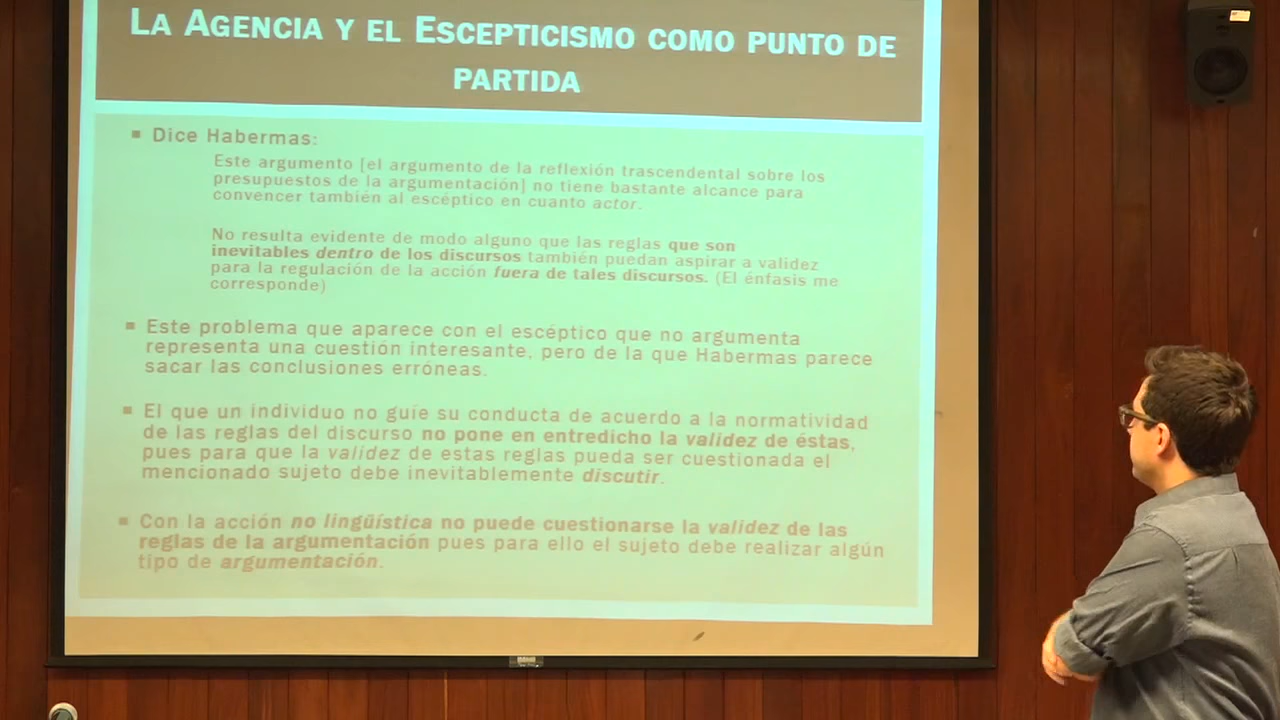 LA AGENCIA Y EL ESCEPTICISMO COMO PUNTO DE
PARTIDA
▪ Dice Habermas:
Este argumento [el argumento de la reflexión trascendental sobre los
presupuestos de la argumentación] no tiene bastante alcance para
convencer también al escéptico en cuanto actor.
No resulta evidente de modo alguno que las reglas que son
inevitables dentro de los discursos también puedan aspirar a validez
para la regulación de la acción fuera de tales discursos. (El énfasis me
corresponde)
▪ Este problema que aparece con el escéptico que no argumenta
representa una cuestión interesante, pero de la que Habermas parece
sacar las conclusiones erróneas.
▪ El que un individuo no guíe su conducta de acuerdo a la normatividad
de las reglas del discurso no pone en entredicho la validez de éstas,
pues para que la validez de estas reglas pueda ser cuestionada el
mencionado sujeto debe inevitablemente discutir.
▪ Con la acción no lingüística no puede cuestionarse la validez de las
reglas de la argumentación pues para ello el sujeto debe realizar algún
tipo de argumentación.